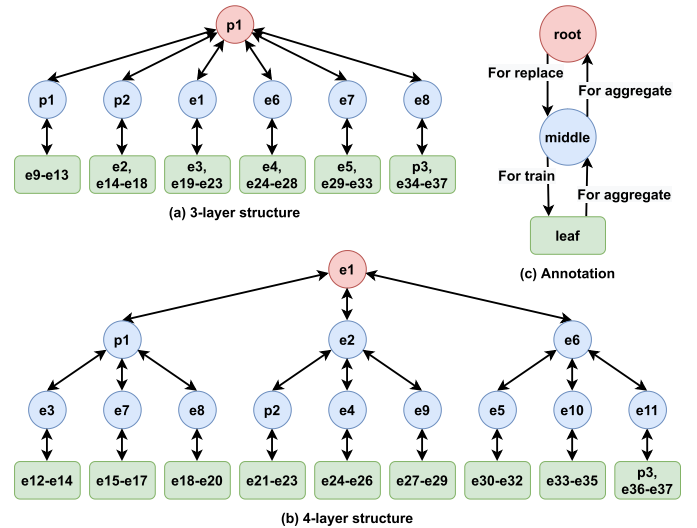 p1
p1 p2 e1 e6 e7 e8
e9-e13
e2,
e14-e18
e3,
e19-e23
e4,
e24-e28
e5,
e29-e33
p3,
e34-e37
(a) 3-layer structure
root
For replace
For aggregate
middle
For train
For aggregate
leaf
(c) Annotation
e1
p1 e2 e6
e3 e7 e8 p2 e4 e9 e5 e10 e11
e12-e14 e15-e17 e18-e20 e21-e23 e24-e26 e27-e29 e30-e32 e33-e35
p3,
e36-e37
(b) 4-layer structure